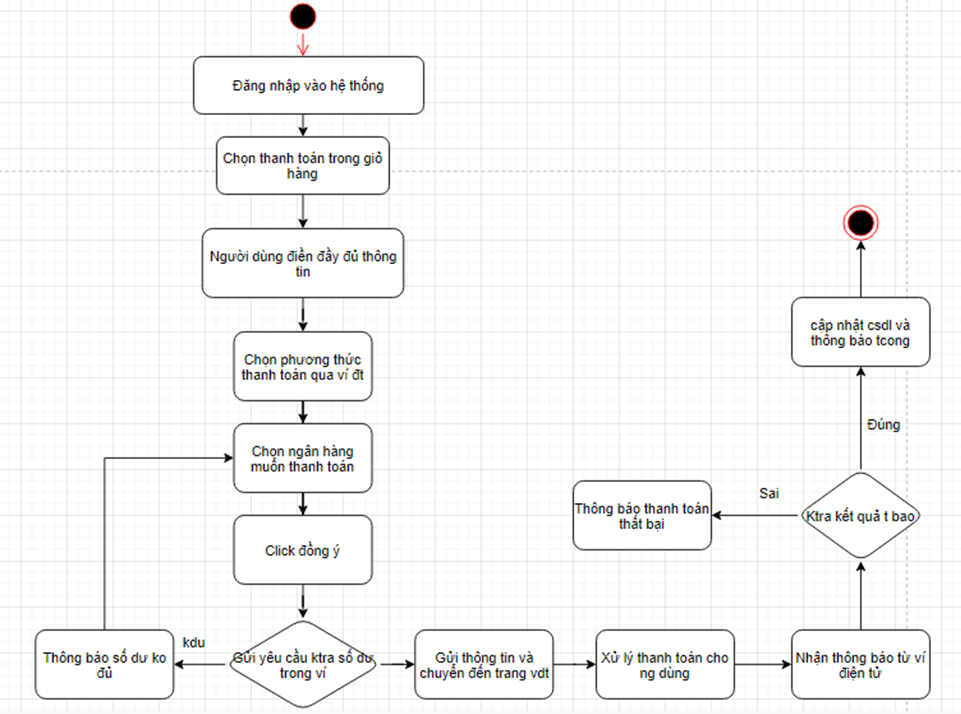 Đăng nhập vào hệ thống
Chọn thanh toán trong giỏ
hàng
Người dùng điền đầy đủ thông
tin
Chọn phương thức
thanh toán qua ví đt
Chọn ngân hàng
muốn thanh toán
Click đồng ý
Gửi yêu cầu ktra số dư
trong ví
kdu
Thông báo số dư ko
đủ
Gửi thông tin và
chuyển đến trang vdt
Xử lý thanh toán cho
ng dùng
Nhận thông báo từ ví
điện tử
Ktra kết quả t bao
Sai
Thông báo thanh toán
thất bại
Đúng
cập nhật csdl và
thông báo tcong